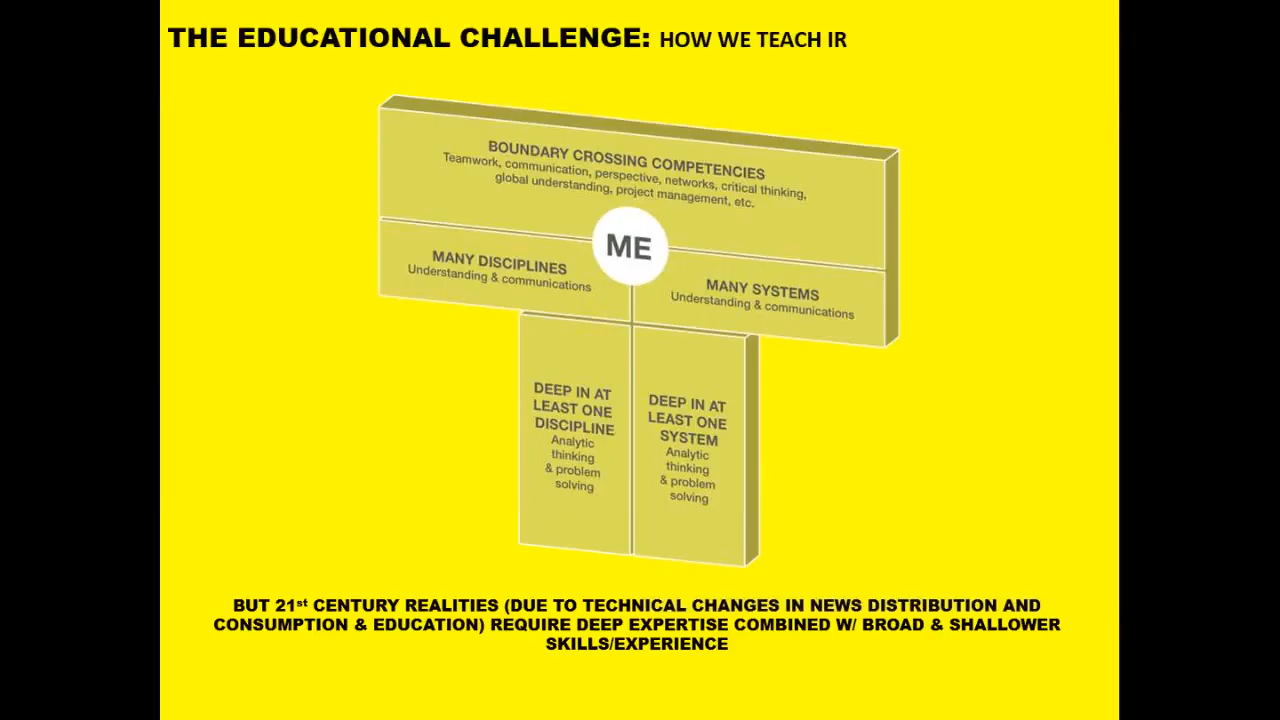 THE EDUCATIONAL CHALLENGE: HOW WE TEACH IR
BOUNDARY CROSSING COMPETENCIES
Teamwork, communication, perspective, networks, critical thinking,
global understanding, project management, etc.
ME
MANY DISCIPLINES
Understanding & communications
MANY SYSTEMS
Understanding & communications
DEEP IN AT
LEAST ONE
DISCIPLINE
Analytic
thinking
& problem
solving
DEEP IN AT
LEAST ONE
SYSTEM
Analytic
thinking
& problem
solving
BUT 21st CENTURY REALITIES (DUE TO TECHNICAL CHANGES IN NEWS DISTRIBUTION AND
CONSUMPTION & EDUCATION) REQUIRE DEEP EXPERTISE COMBINED W/ BROAD & SHALLOWER
SKILLS/EXPERIENCE